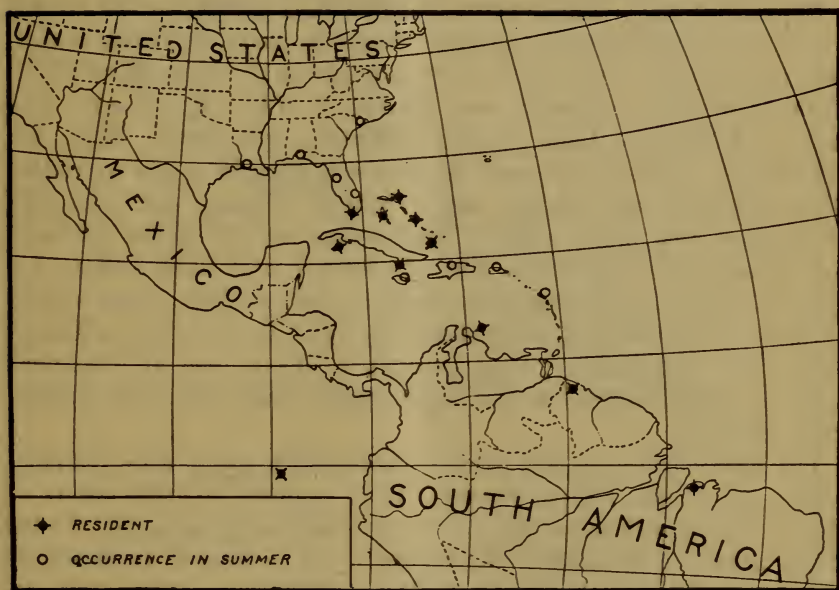 UNITED STATES
MEXICO
SOUTH AMERICA
RESIDENT
OCCURRENCE IN SUMMER